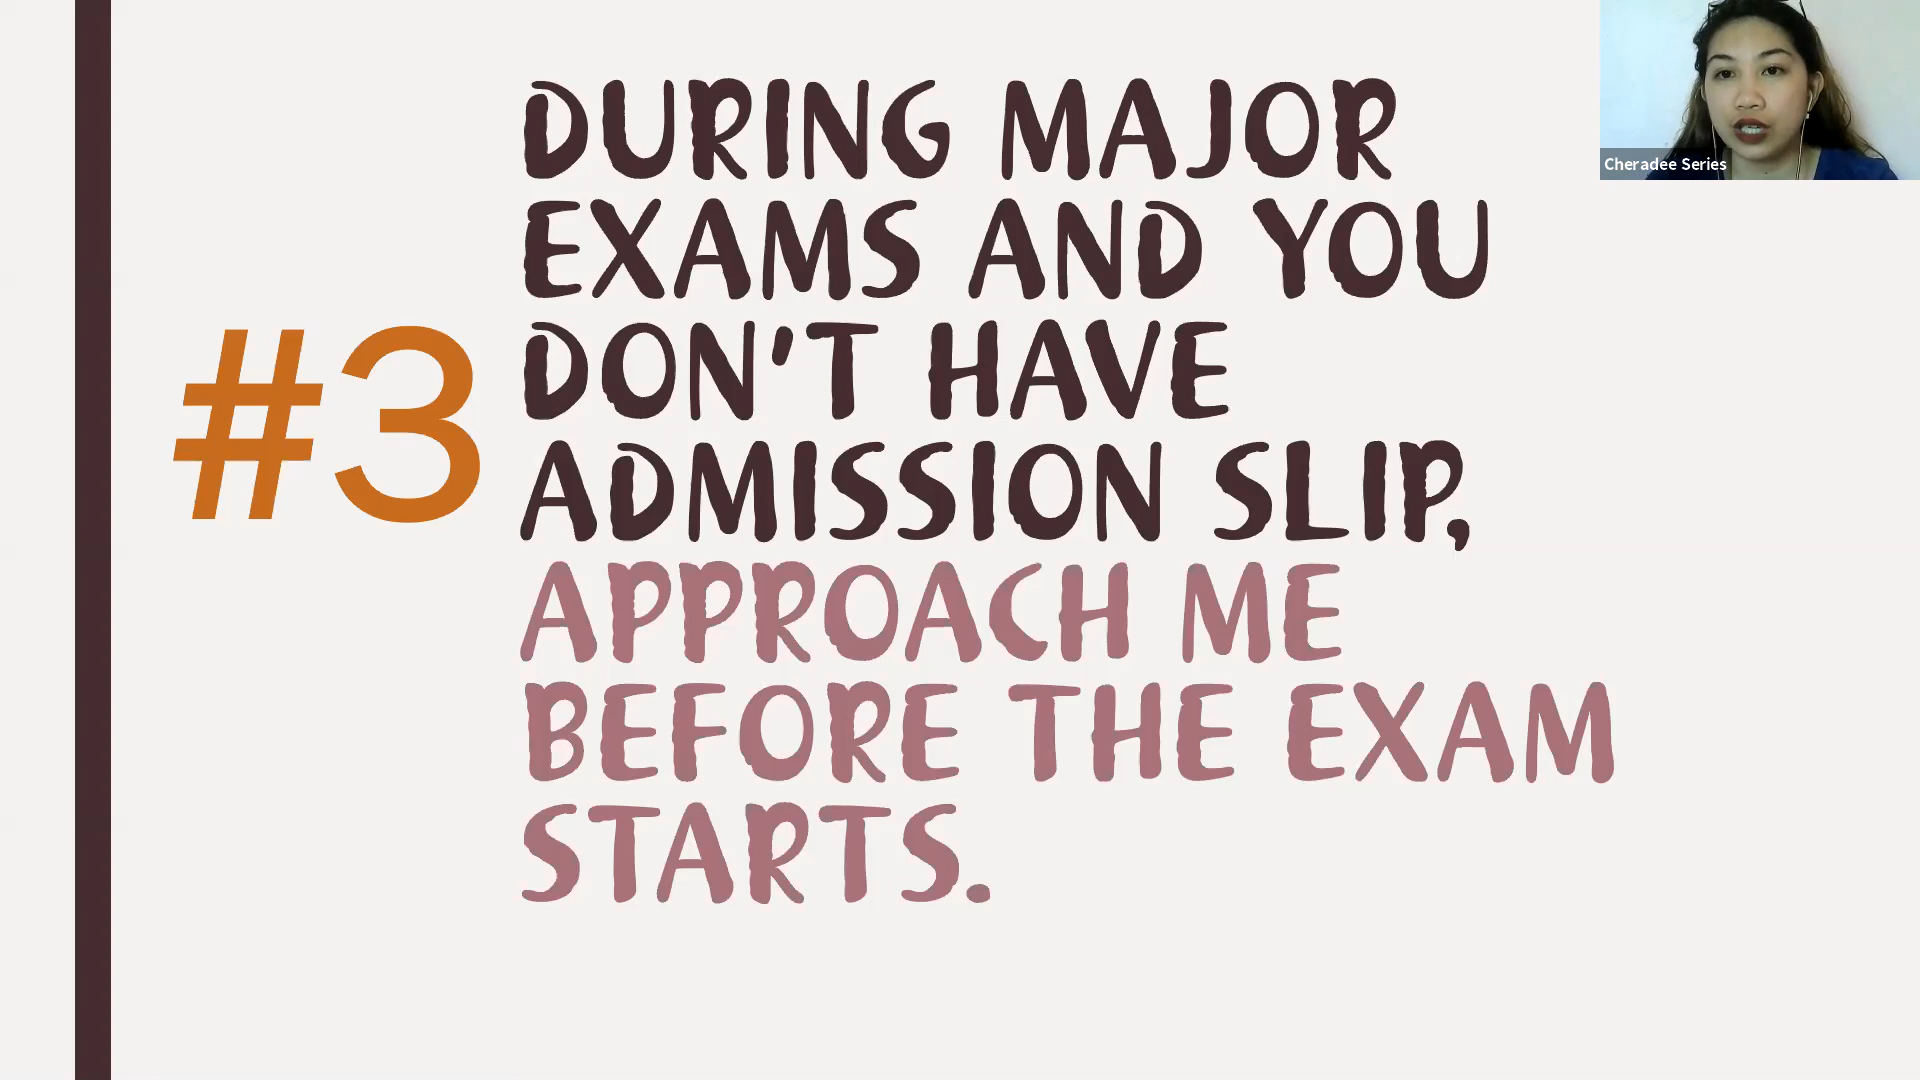 #3
DURING MAJOR
EXAMS AND YOU
DON'T HAVE
ADMISSION SLIP,
APPROACH ME
BEFORE THE EXAM
STARTS.
Cheradee Series